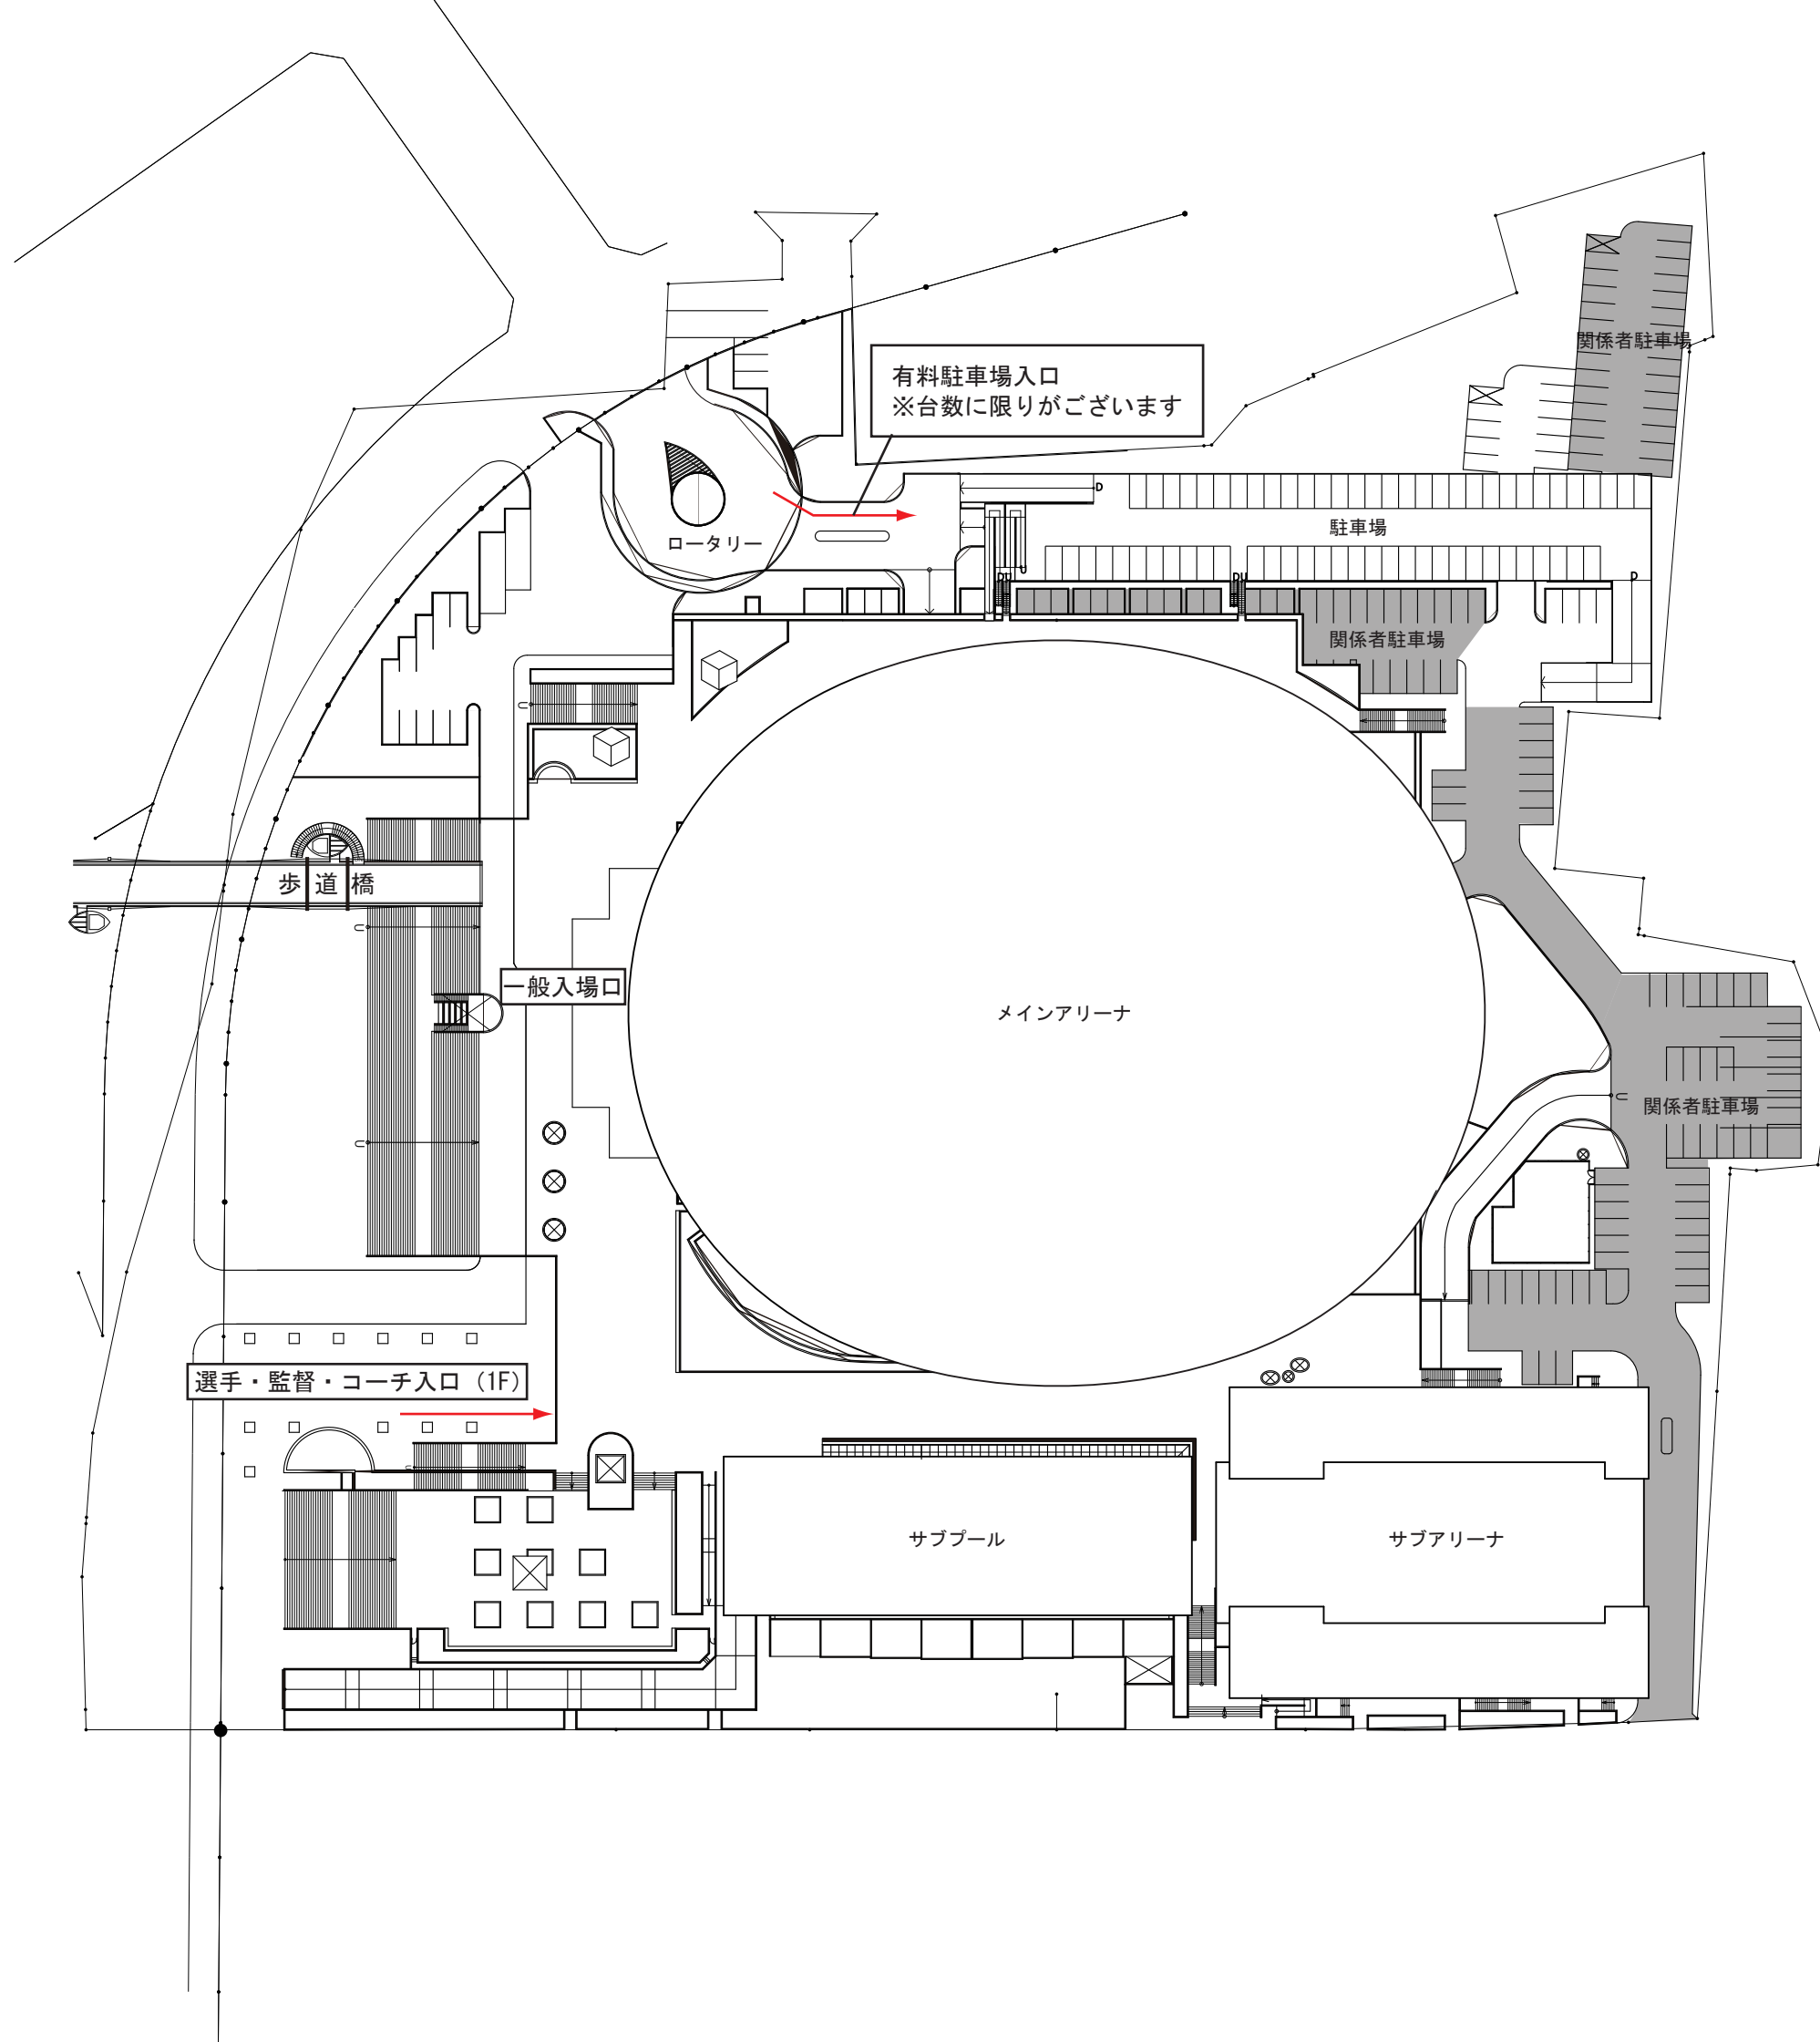 関係者駐車場
有料駐車場入口
※台数に限りがございます
D
駐車場
ロータリー
U
DU
DU
D
関係者駐車場
U
歩道橋
U
一般入場口
メインアリーナ
U
関係者駐車場
U
選手・監督・コーチ入口（1F）
U
サブプール
サブアリーナ